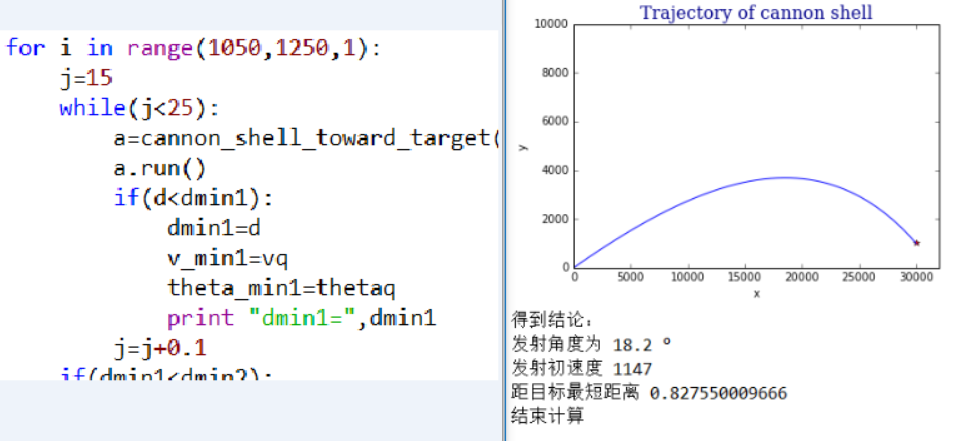 for i in range(1050,1250,1):
j=15
while(j<25):
a=cannon_shell_toward_target(
a.run()
if(d<dmin1):
dmin1=d
v_min1=vq
theta_min1=thetaq
print "dmin1=",dmin1
j=j+0.1
if(dmin1<dmin2):
Trajectory of cannon shell
10000
8000
6000
4000
2000
0
y
0 5000 10000 15000 20000 25000 30000
x
得到结论：
发射角度为 18.2 °
发射初速度 1147
距目标最短距离 0.827550009666
结束计算